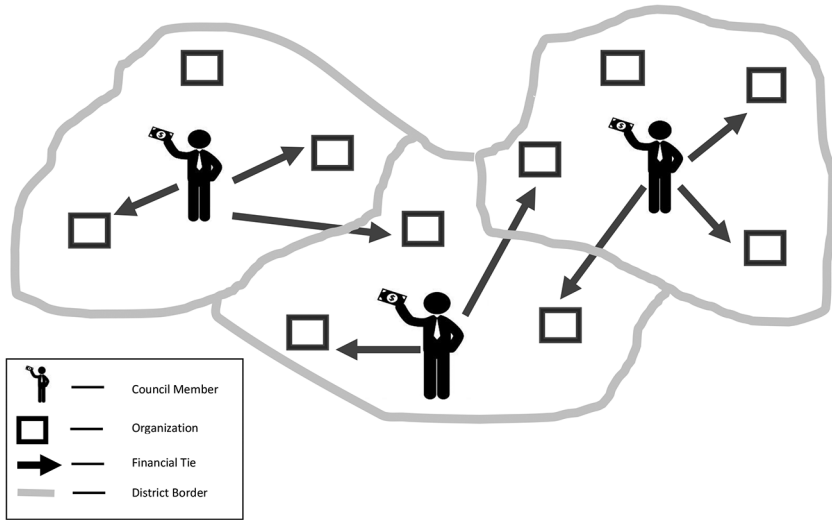 Council Member
Organization
Financial Tie
District Border